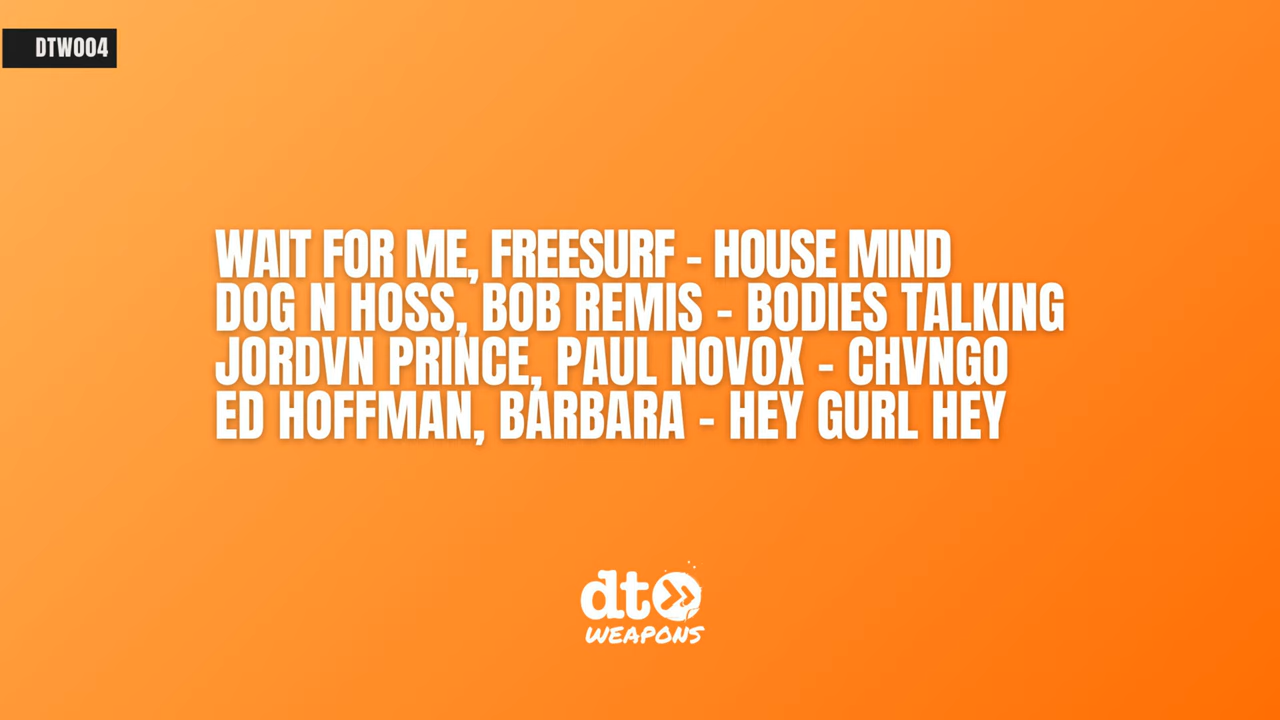 DTW004
WAIT FOR ME, FREESURF - HOUSE MIND
DOG N HOSS, BOB REMIS - BODIES TALKING
JORDVN PRINCE, PAUL NOVOX - CHVNGO
ED HOFFMAN, BARBARA - HEY GURL HEY
dt
WEAPONS